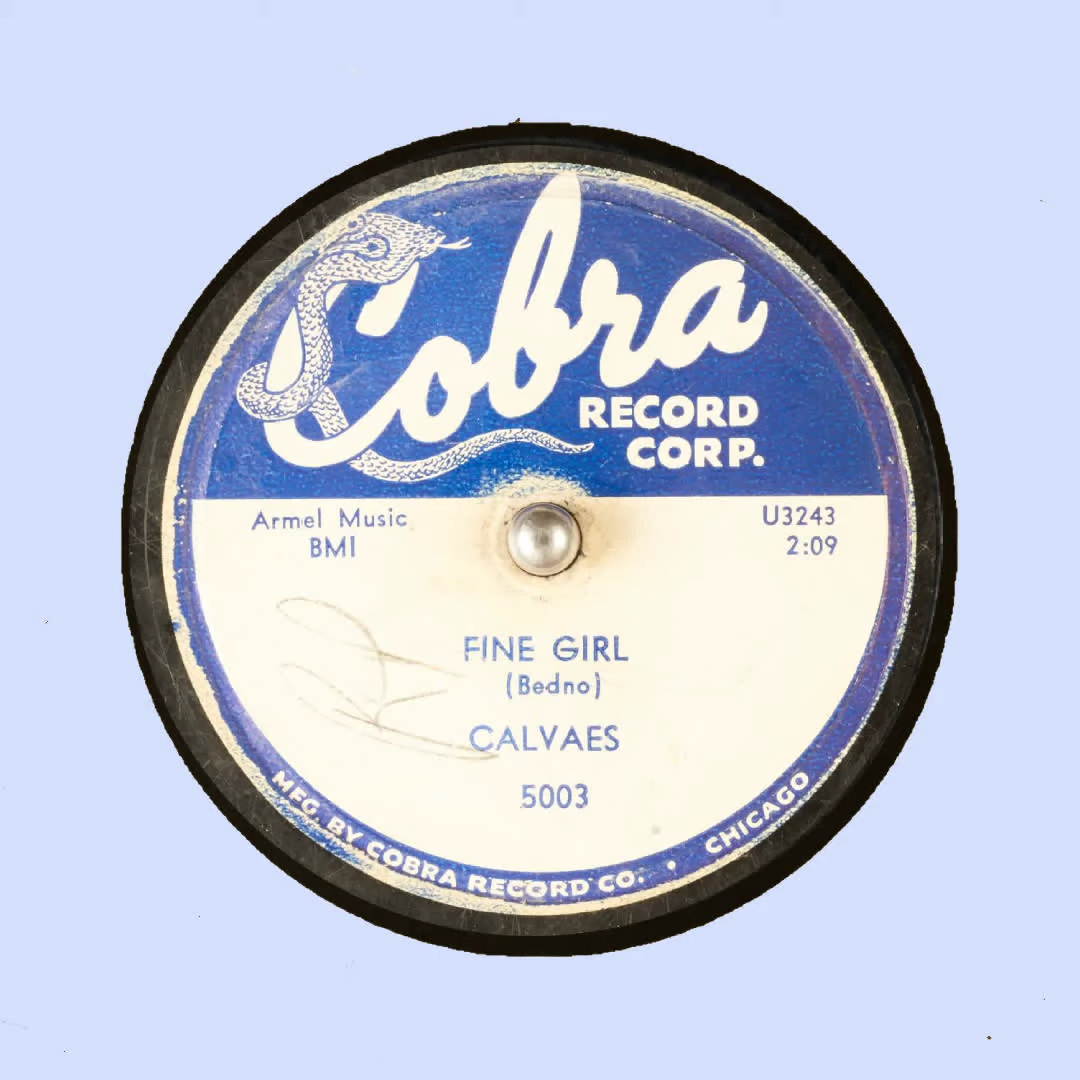 Cobra
RECORD
CORP.
Armel Music
BMI
U3243
2:09
FINE GIRL
(Bedno)
CALVAES
5003
MFG. BY COBRA RECORD CO. • CHICAGO